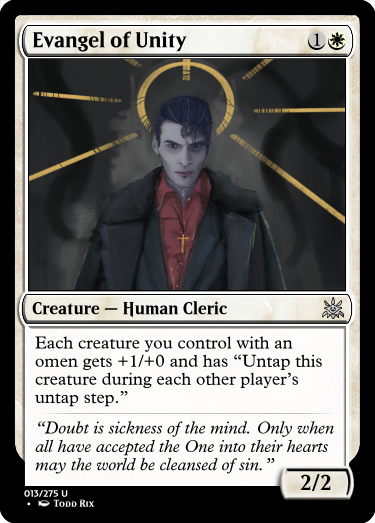 Evangel of Unity 1
Creature — Human Cleric
Each creature you control with an
omen gets +1/+0 and has “Untap this
creature during each other player's
untap step.”
“Doubt is sickness of the mind. Only when
all have accepted the One into their hearts
may the world be cleansed of sin.”
2/2
013/275 U
• Todd Rix